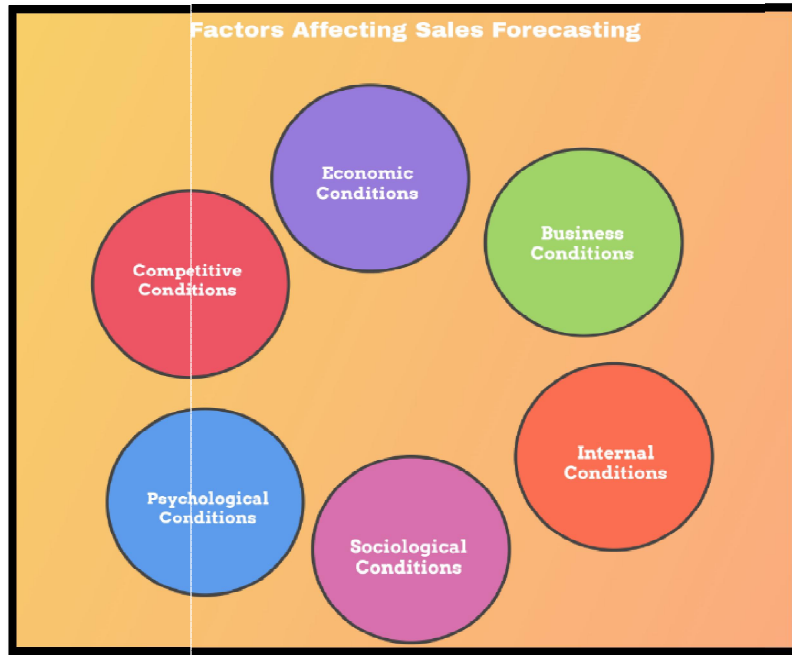 Factors Affecting Sales Forecasting
Economic
Conditions
Business
Conditions
Competitive
Conditions
Internal
Conditions
Psychological
Conditions
Sociological
Conditions